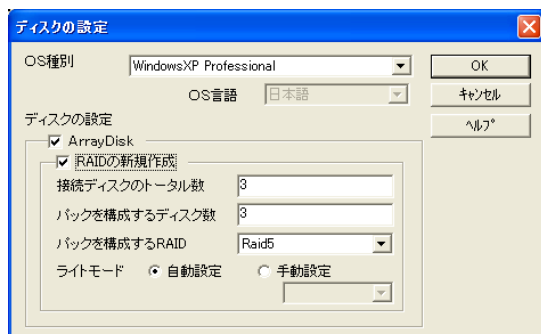 ディスクの設定
OS種別 WindowsXP Professional OK
OS言語 日本語 キャンセル
ディスクの設定 ヘルプ
ArrayDisk
RAIDの新規作成
接続ディスクのトータル数 3
パックを構成するディスク数 3
パックを構成するRAID Raid5
ライトモード 自動設定 手動設定